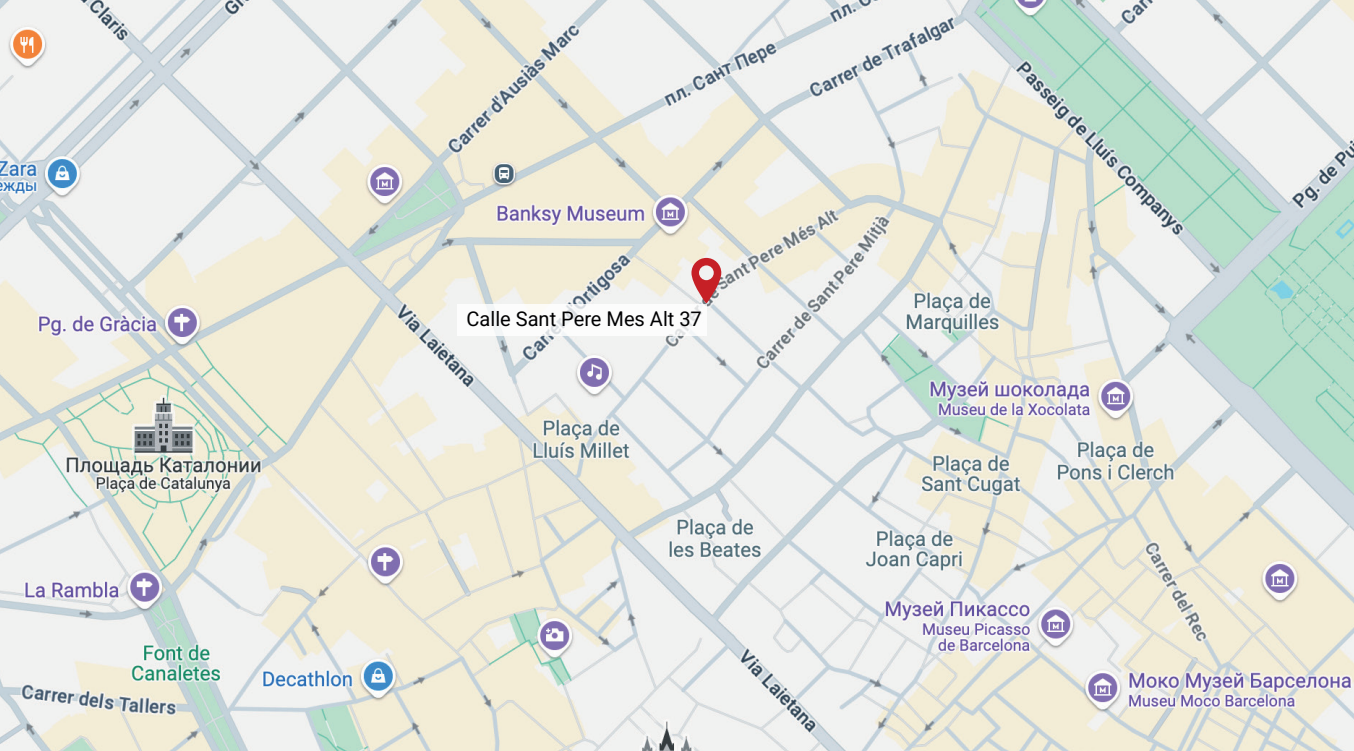 Claris
Carrer d'Ausiàs Marc
пл. Сант Пере
Carrer de Trafalgar
Passeig de Lluís Companys
Zara
Banksy Museum
Carrer de Sant Pere Més Alt
Carrer de Sant Pere Mitjà
Carrer d'Ortigosa
Calle Sant Pere Mes Alt 37
Pg. de Gràcia
Via Laietana
Plaça de
Marquilles
Музей шоколада
Museu de la Xocolata
Plaça de
Lluís Millet
Площадь Каталонии
Plaça de Catalunya
Plaça de
Sant Cugat
Plaça de
Pons i Clerch
Plaça de
les Beates
Plaça de
Joan Capri
La Rambla
Carrer del Rec
Музей Пикассо
Museu Picasso
de Barcelona
Font de
Canaletes
Decathlon
Carrer dels Tallers
Via Laietana
Моко Музей Барселона
Museu Moco Barcelona